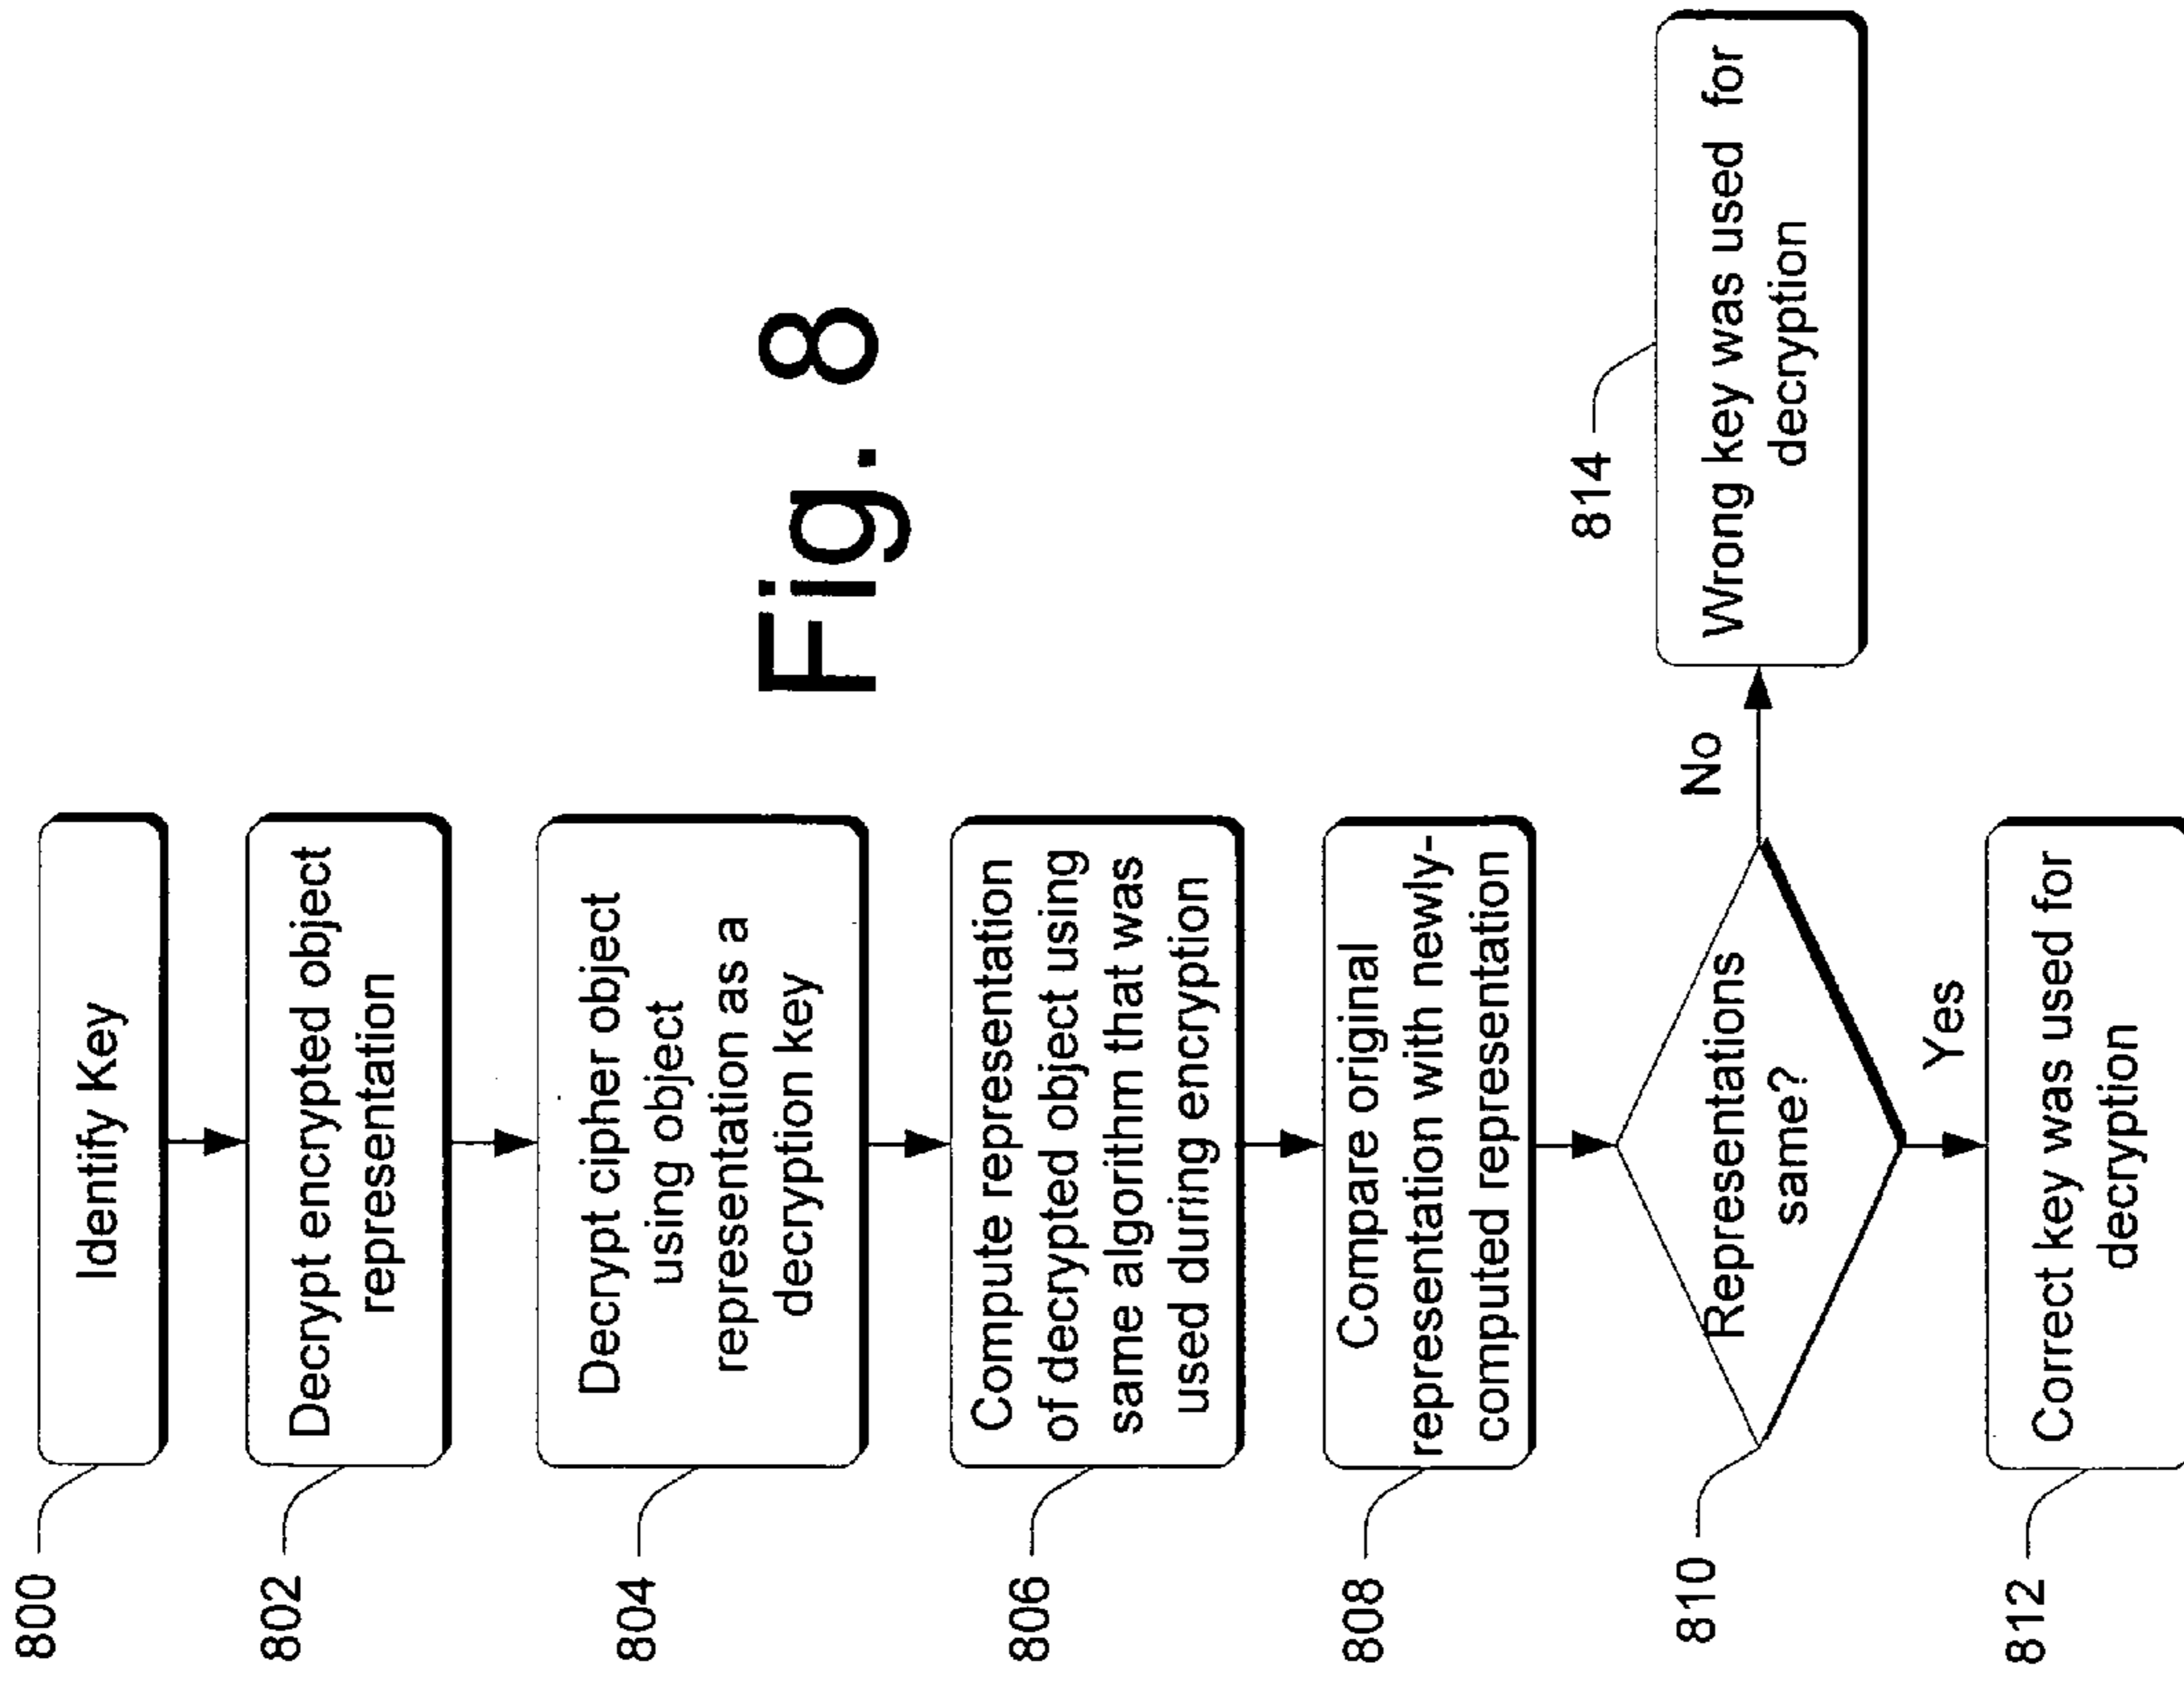 800
Identify Key
802
Decrypt encrypted object
representation
804
Decrypt cipher object
using object
representation as a
decryption key
Fig. 8
806
Compute representation
of decrypted object using
same algorithm that was
used during encryption
808
Compare original
representation with newly-
computed representation
810
Representations
same?
No
814
Wrong key was used for
decryption
Yes
812
Correct key was used for
decryption